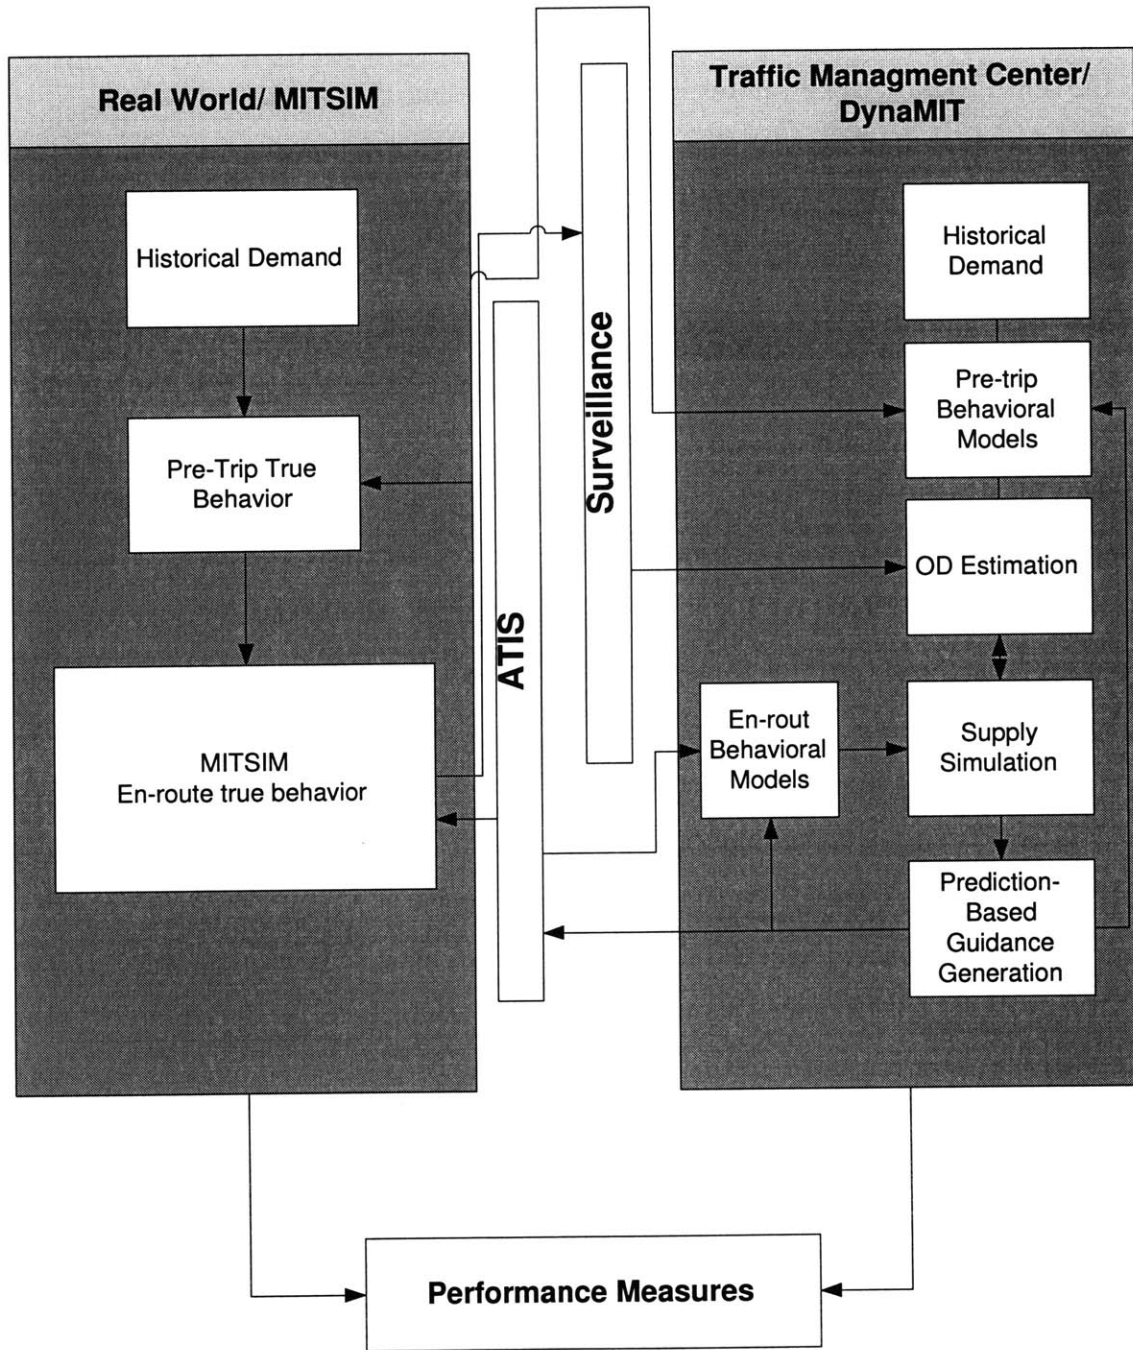 Real World/ MITSIM
Historical Demand
Pre-Trip True
Behavior
MITSIM
En-route true behavior
ATIS
Surveillance
Traffic Managment Center/
DynaMIT
Historical
Demand
Pre-trip
Behavioral
Models
OD Estimation
En-rout
Behavioral
Models
Supply
Simulation
Prediction-
Based
Guidance
Generation
Performance Measures